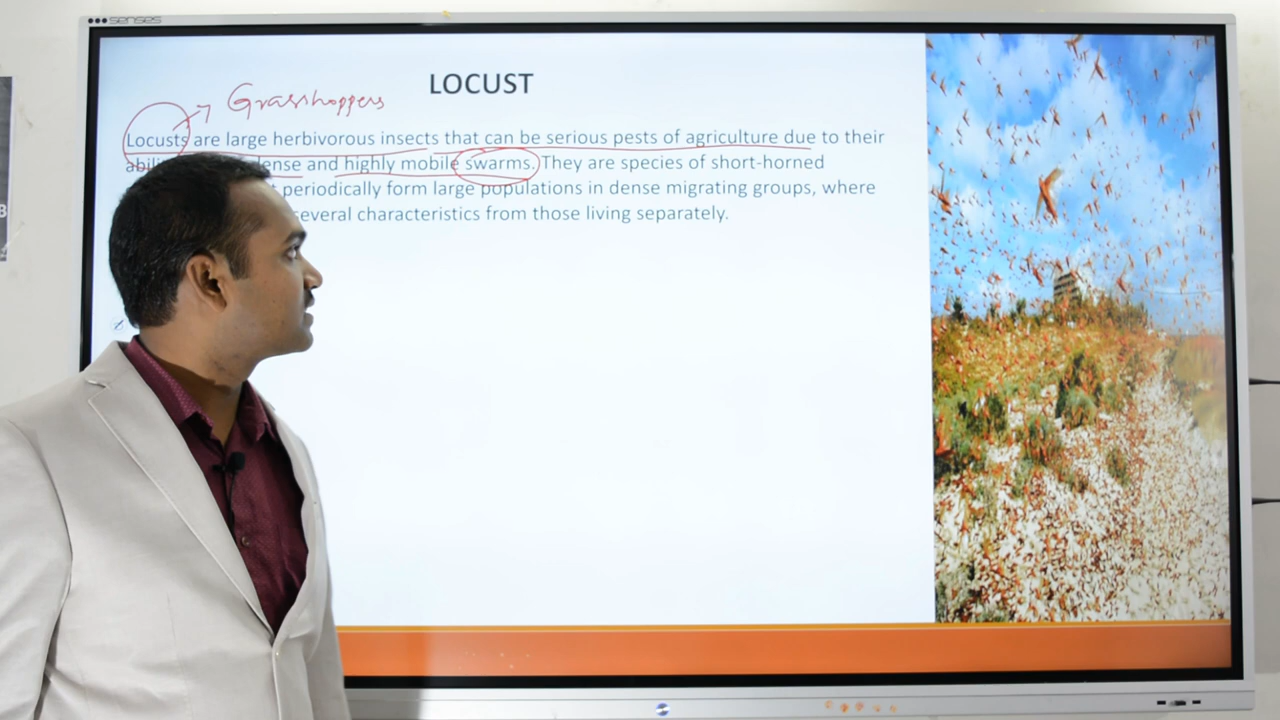 senses
LOCUST
Grasshoppers
Locusts are large herbivorous insects that can be serious pests of agriculture due to their
dense and highly mobile swarms. They are species of short-horned
periodically form large populations in dense migrating groups, where
several characteristics from those living separately.
B